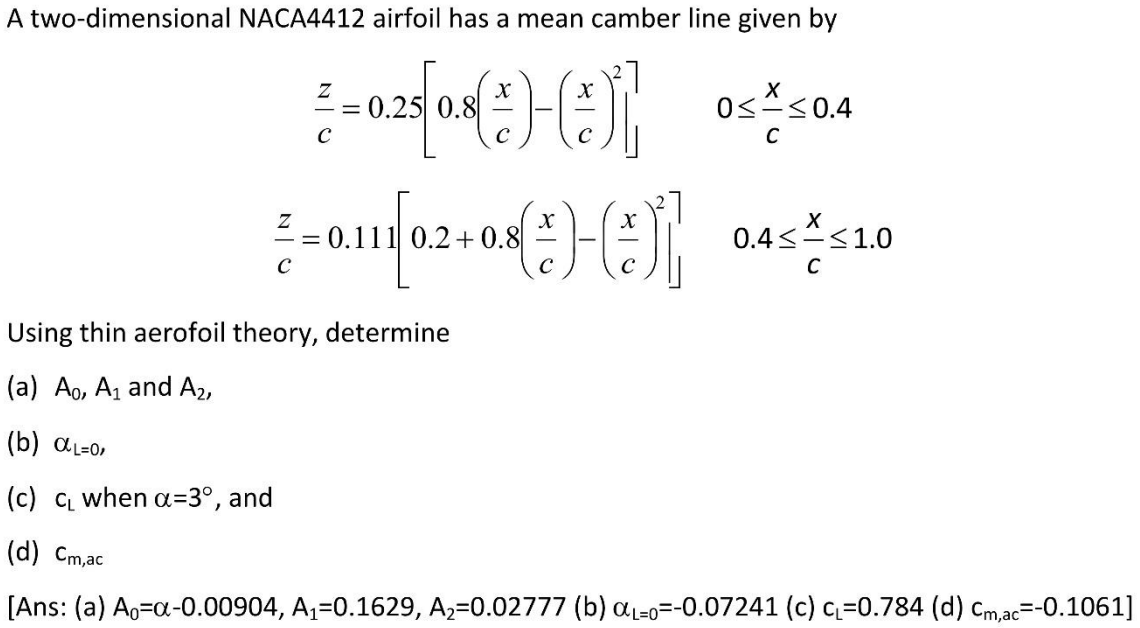 A two-dimensional NACA4412 airfoil has a mean camber line given by
z/c = 0.25[0.8(x/c) − (x/c)²]    0 ≤ x/c ≤ 0.4
z/c = 0.111[0.2 + 0.8(x/c) − (x/c)²]    0.4 ≤ x/c ≤ 1.0
Using thin aerofoil theory, determine
(a) A₀, A₁ and A₂,
(b) α_L=0,
(c) c_L when α=3°, and
(d) c_m,ac
[Ans: (a) A₀=α-0.00904, A₁=0.1629, A₂=0.02777 (b) α_L=0=-0.07241 (c) c_L=0.784 (d) c_m,ac=-0.1061]